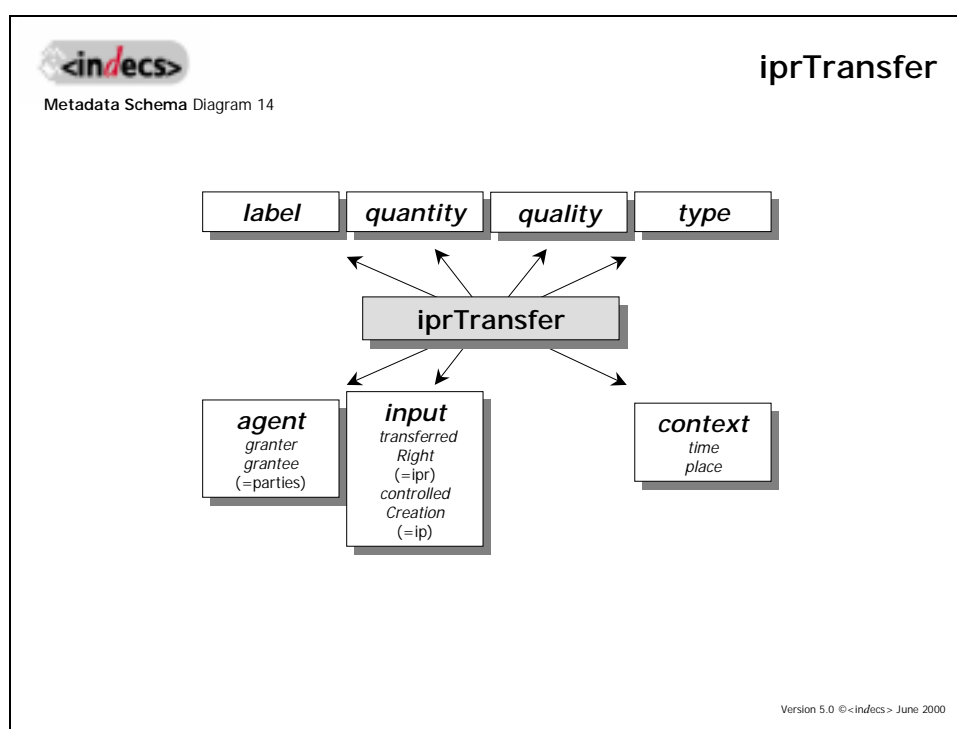 <indecs>
iprTransfer
Metadata Schema Diagram 14
label
quantity
quality
type
iprTransfer
agent
granter
grantee
(=parties)
input
transferred
Right
(=ipr)
controlled
Creation
(=ip)
context
time
place
Version 5.0 ©<indecs> June 2000